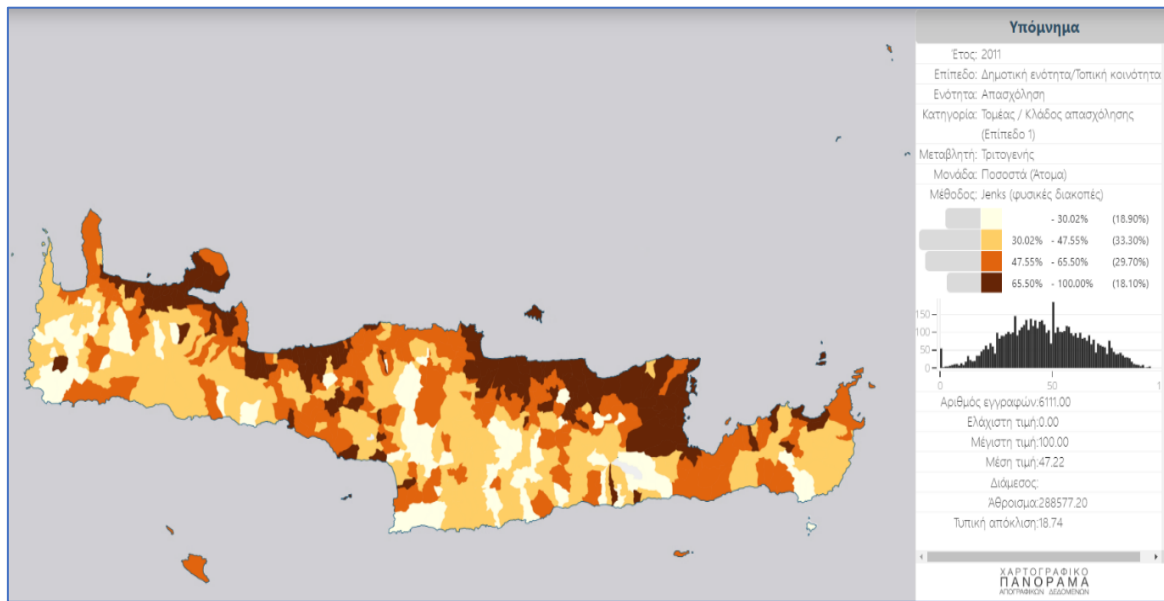 Υπόμνημα
Έτος: 2011
Επίπεδο: Δημοτική ενότητα/Τοπική κοινότητα
Ενότητα: Απασχόληση
Κατηγορία: Τομέας / Κλάδος απασχόλησης
(Επίπεδο 1)
Μεταβλητή: Τριτογενής
Μονάδα: Ποσοστά (Άτομα)
Μέθοδος: Jenks (φυσικές διακοπές)
- 30.02% (18.90%)
30.02% - 47.55% (33.30%)
47.55% - 65.50% (29.70%)
65.50% - 100.00% (18.10%)
150
100
50
0
0 50 1
Αριθμός εγγραφών:6111.00
Ελάχιστη τιμή:0.00
Μέγιστη τιμή:100.00
Μέση τιμή:47.22
Διάμεσος:
Άθροισμα:288577.20
Τυπική απόκλιση:18.74
ΧΑΡΤΟΓΡΑΦΙΚΟ
ΠΑΝΟΡΑΜΑ
ΑΠΟΓΡΑΦΙΚΩΝ ΔΕΔΟΜΕΝΩΝ